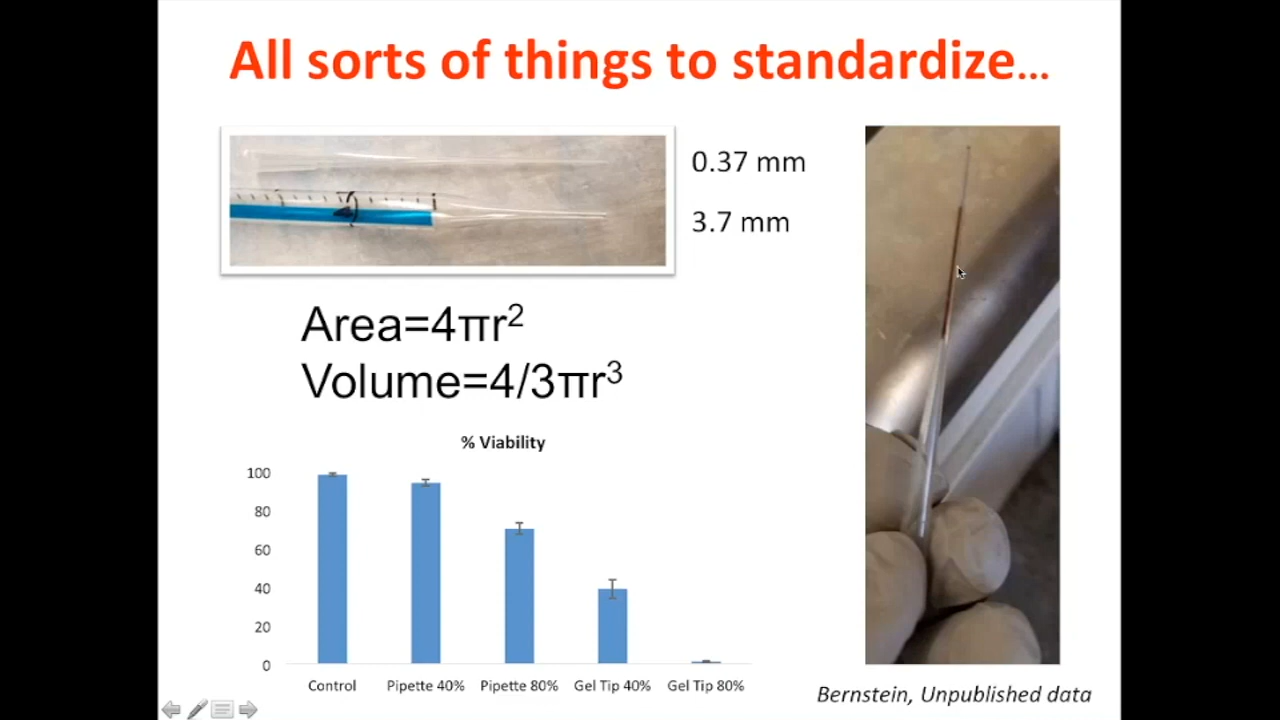 All sorts of things to standardize...
0.37 mm
3.7 mm
Area=4πr²
Volume=4/3πr³
% Viability
100
80
60
40
20
0
Control Pipette 40% Pipette 80% Gel Tip 40% Gel Tip 80%
Bernstein, Unpublished data